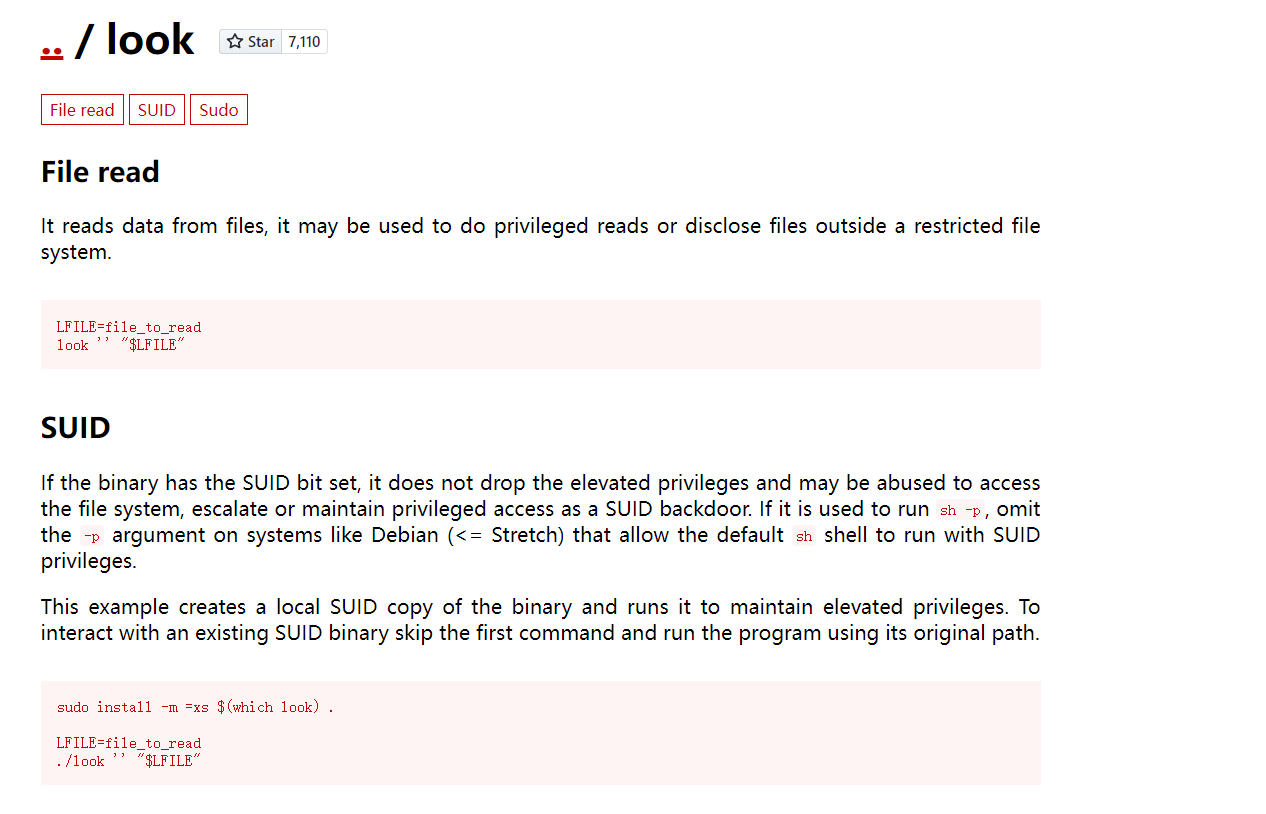 .. / look Star 7,110
File read SUID Sudo
File read
It reads data from files, it may be used to do privileged reads or disclose files outside a restricted file
system.
LFILE=file_to_read
look '' "$LFILE"
SUID
If the binary has the SUID bit set, it does not drop the elevated privileges and may be abused to access
the file system, escalate or maintain privileged access as a SUID backdoor. If it is used to run sh -p, omit
the -p argument on systems like Debian (<= Stretch) that allow the default sh shell to run with SUID
privileges.
This example creates a local SUID copy of the binary and runs it to maintain elevated privileges. To
interact with an existing SUID binary skip the first command and run the program using its original path.
sudo install -m =xs $(which look) .
LFILE=file_to_read
./look '' "$LFILE"